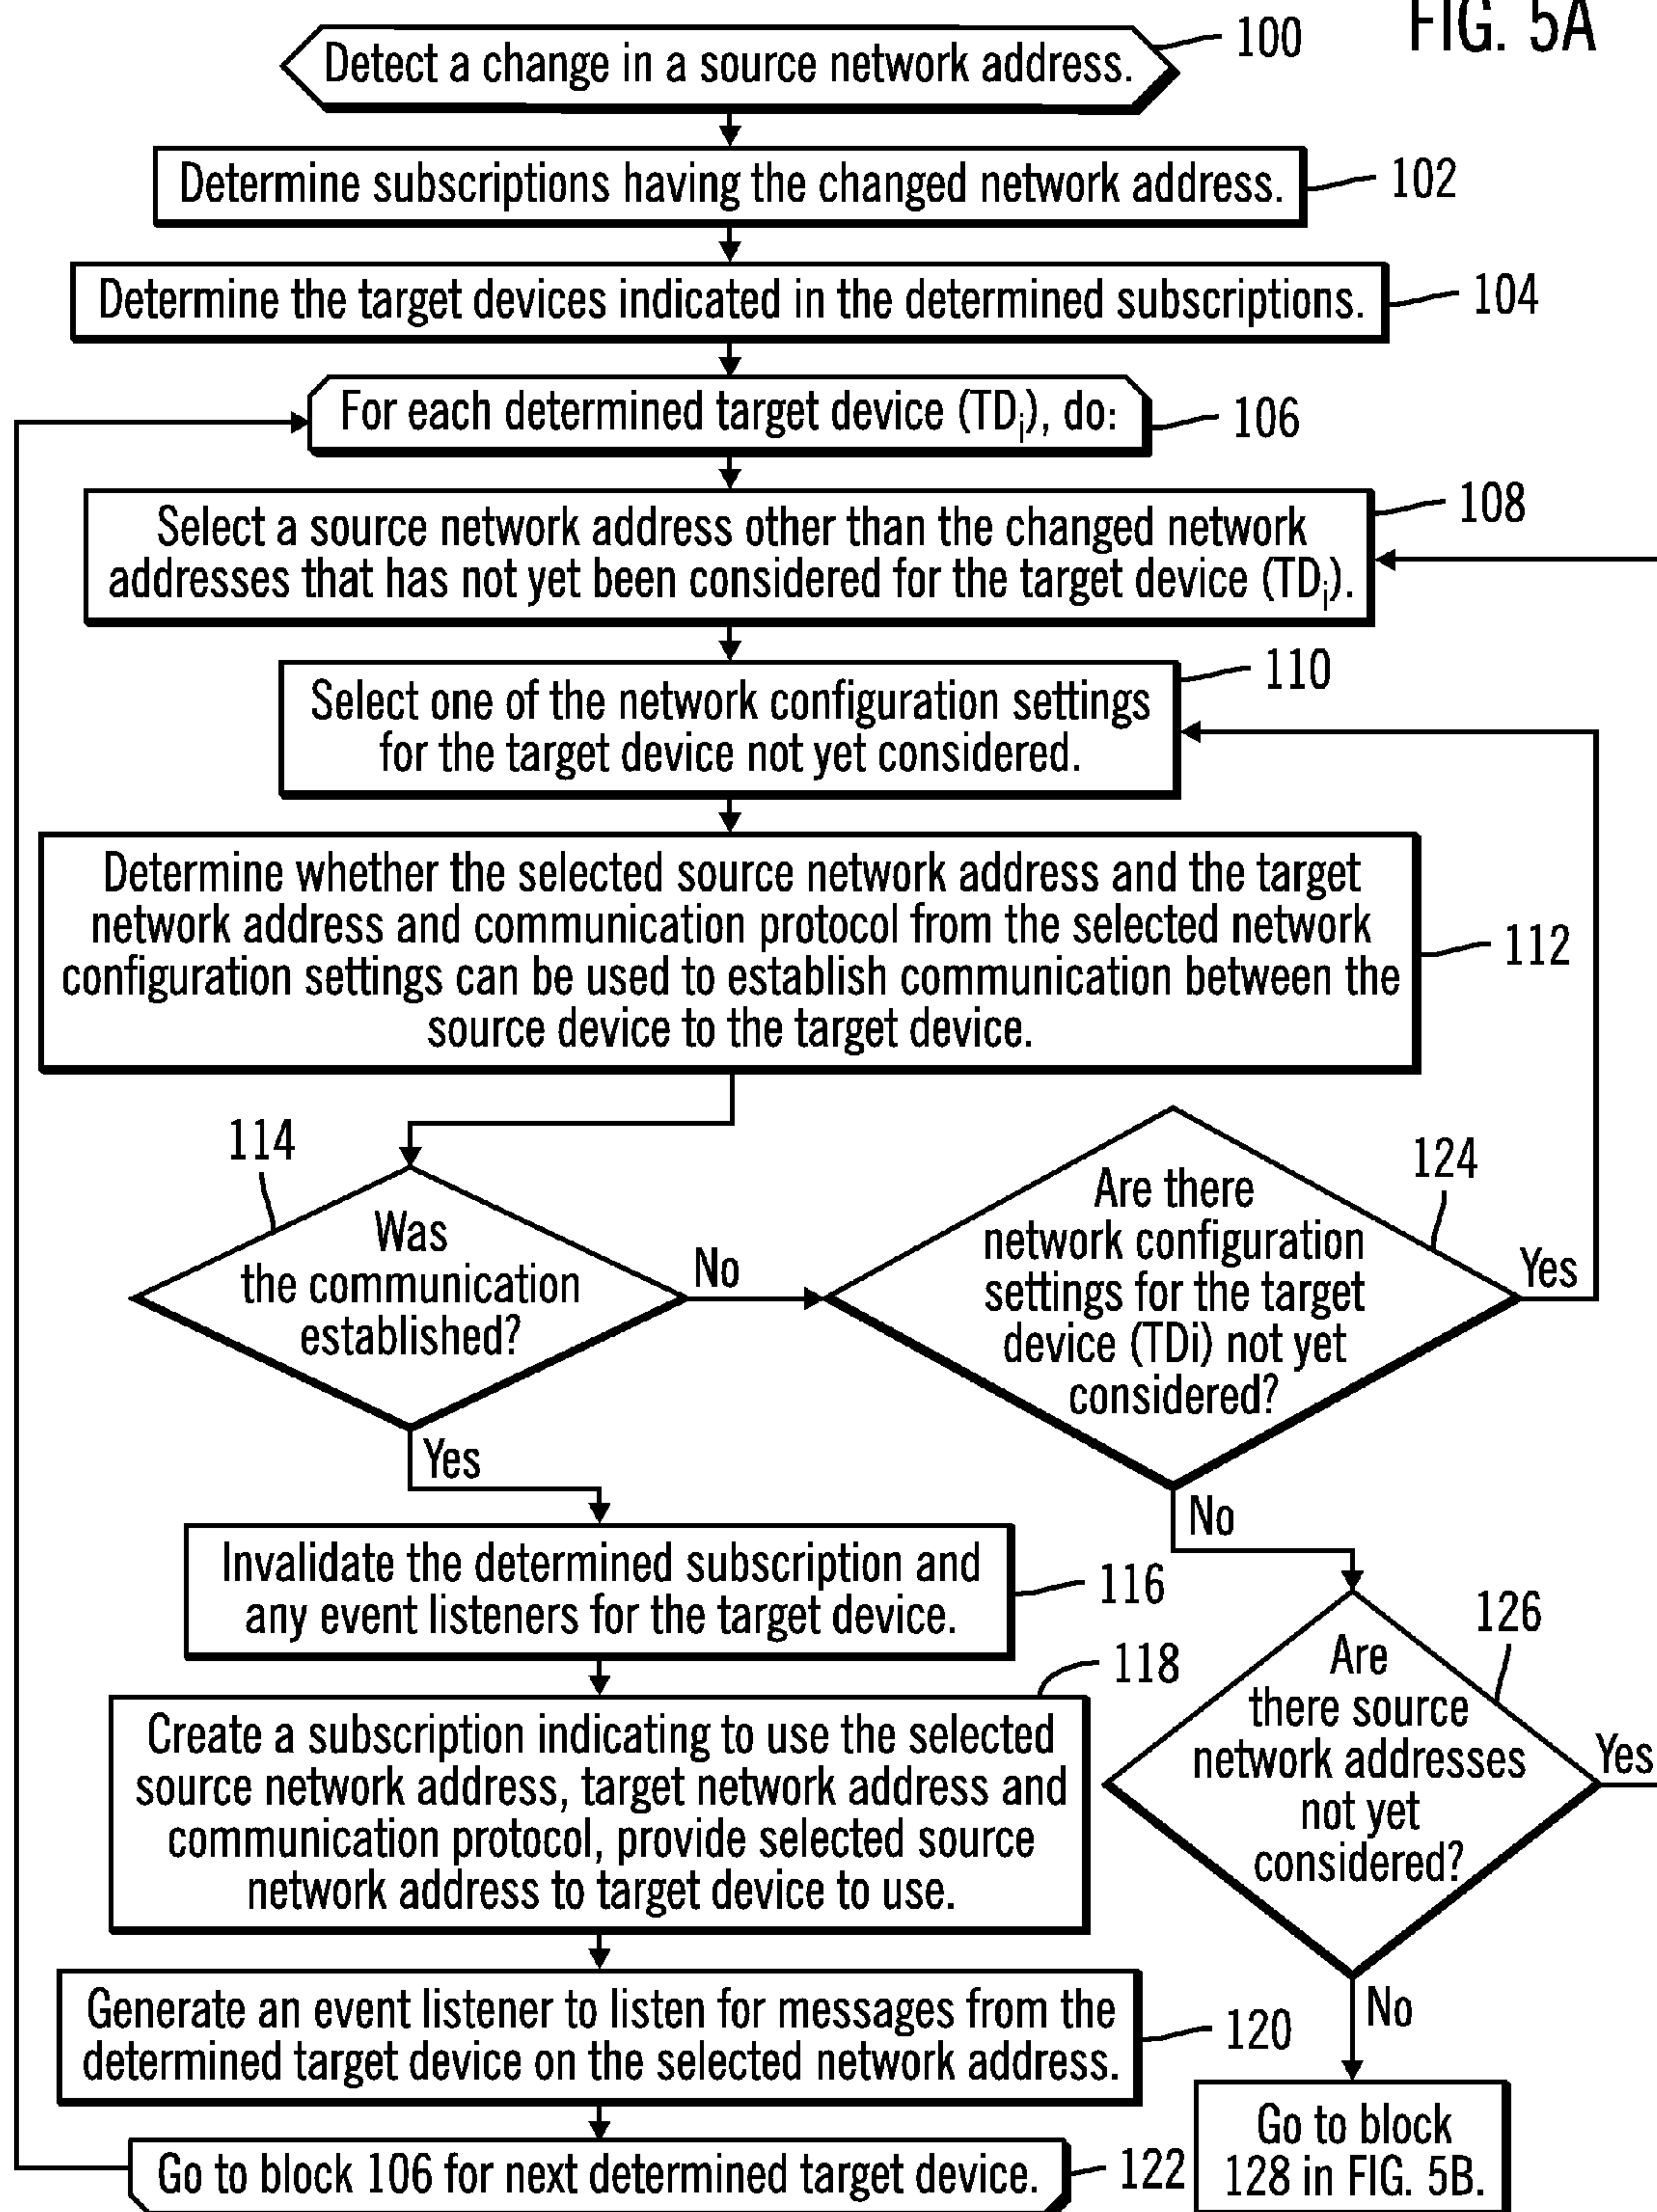 FIG. 5A
Detect a change in a source network address.
100
Determine subscriptions having the changed network address.
102
Determine the target devices indicated in the determined subscriptions.
104
For each determined target device (TDi), do:
106
Select a source network address other than the changed network
addresses that has not yet been considered for the target device (TDi).
108
Select one of the network configuration settings
for the target device not yet considered.
110
Determine whether the selected source network address and the target
network address and communication protocol from the selected network
configuration settings can be used to establish communication between the
source device to the target device.
112
114
Was
the communication
established?
No
Yes
124
Are there
network configuration
settings for the target
device (TDi) not yet
considered?
Yes
No
Invalidate the determined subscription and
any event listeners for the target device.
116
118
Create a subscription indicating to use the selected
source network address, target network address and
communication protocol, provide selected source
network address to target device to use.
126
Are
there source
network addresses
not yet
considered?
Yes
No
Generate an event listener to listen for messages from the
determined target device on the selected network address.
120
Go to block 106 for next determined target device.
122
Go to block
128 in FIG. 5B.